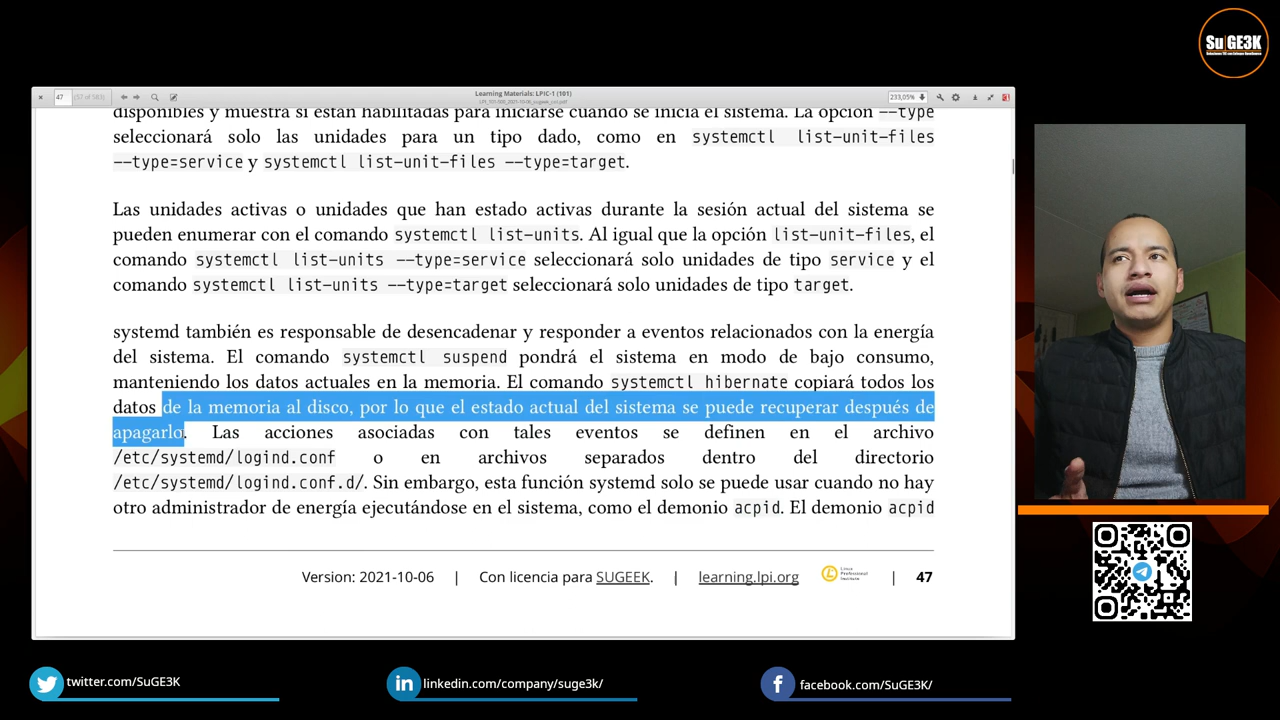 Su GE3K
Learning Materials: LPIC-1 (101)
47 (57 of 583)
233,05%
disponibles y muestra si están habilitadas para iniciarse cuando se inicia el sistema. La opción --type
seleccionará solo las unidades para un tipo dado, como en systemctl list-unit-files
--type=service y systemctl list-unit-files --type=target.
Las unidades activas o unidades que han estado activas durante la sesión actual del sistema se
pueden enumerar con el comando systemctl list-units. Al igual que la opción list-unit-files, el
comando systemctl list-units --type=service seleccionará solo unidades de tipo service y el
comando systemctl list-units --type=target seleccionará solo unidades de tipo target.
systemd también es responsable de desencadenar y responder a eventos relacionados con la energía
del sistema. El comando systemctl suspend pondrá el sistema en modo de bajo consumo,
manteniendo los datos actuales en la memoria. El comando systemctl hibernate copiará todos los
datos de la memoria al disco, por lo que el estado actual del sistema se puede recuperar después de
apagarlo. Las acciones asociadas con tales eventos se definen en el archivo
/etc/systemd/logind.conf o en archivos separados dentro del directorio
/etc/systemd/logind.conf.d/. Sin embargo, esta función systemd solo se puede usar cuando no hay
otro administrador de energía ejecutándose en el sistema, como el demonio acpid. El demonio acpid
Version: 2021-10-06 | Con licencia para SUGEEK. | learning.lpi.org | 47
Linux
Professional
Institute
twitter.com/SuGE3K
linkedin.com/company/suge3k/
facebook.com/SuGE3K/